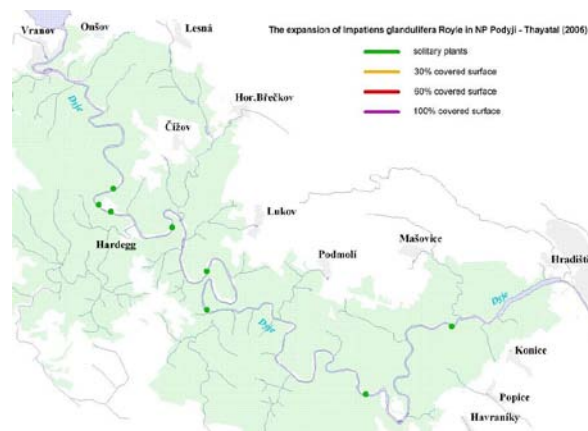 The expansion of Impatiens glandulifera Royle in NP Podyjí - Thayatal (2006)
solitary plants
30% covered surface
60% covered surface
100% covered surface
Vranov
Onšov
Lesná
Dyje
Hor.Břečkov
Čížov
Lukov
Hardegg
Podmolí
Mašovice
Hradiště
Dyje
Dyje
Konice
Popice
Havraníky